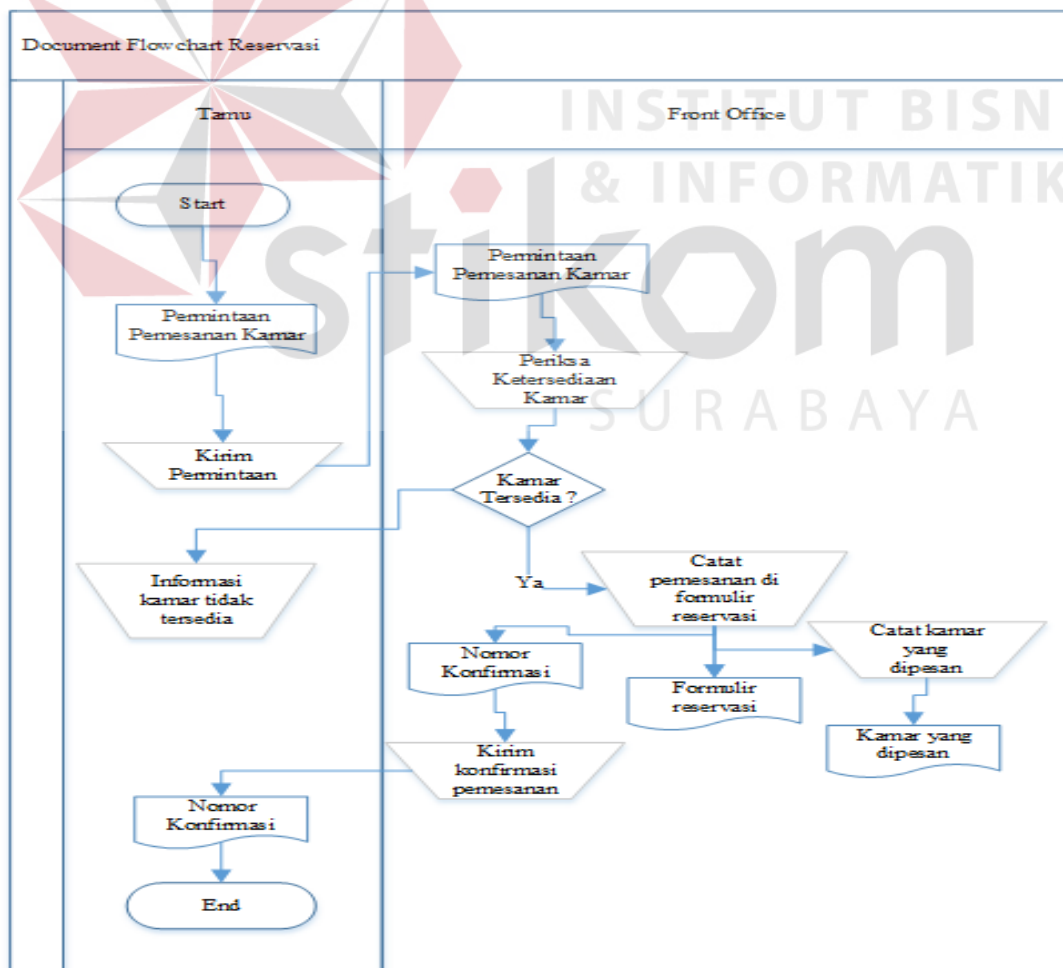 Document Flowchart Reservasi
Tamu
Front Office
INSTITUT BISN
& INFORMATIK
stikom
SURABAYA
Start
Permintaan
Pemesanan Kamar
Kirim
Permintaan
Permintaan
Pemesanan Kamar
Periksa
Ketersediaan
Kamar
Kamar
Tersedia ?
Informasi
kamar tidak
tersedia
Ya
Catat
pemesanan di
formulir
reservasi
Catat kamar
yang
dipesan
Nomor
Konfirmasi
Formulir
reservasi
Kamar yang
dipesan
Kirim
konfirmasi
pemesanan
Nomor
Konfirmasi
End